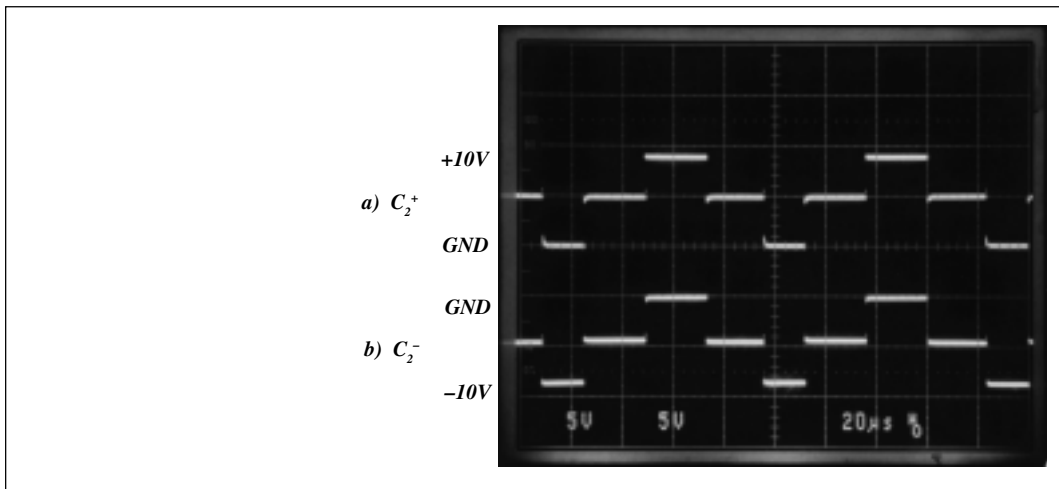 +10V
a) C₂⁺
GND
GND
b) C₂⁻
–10V
5V 5V 20µs